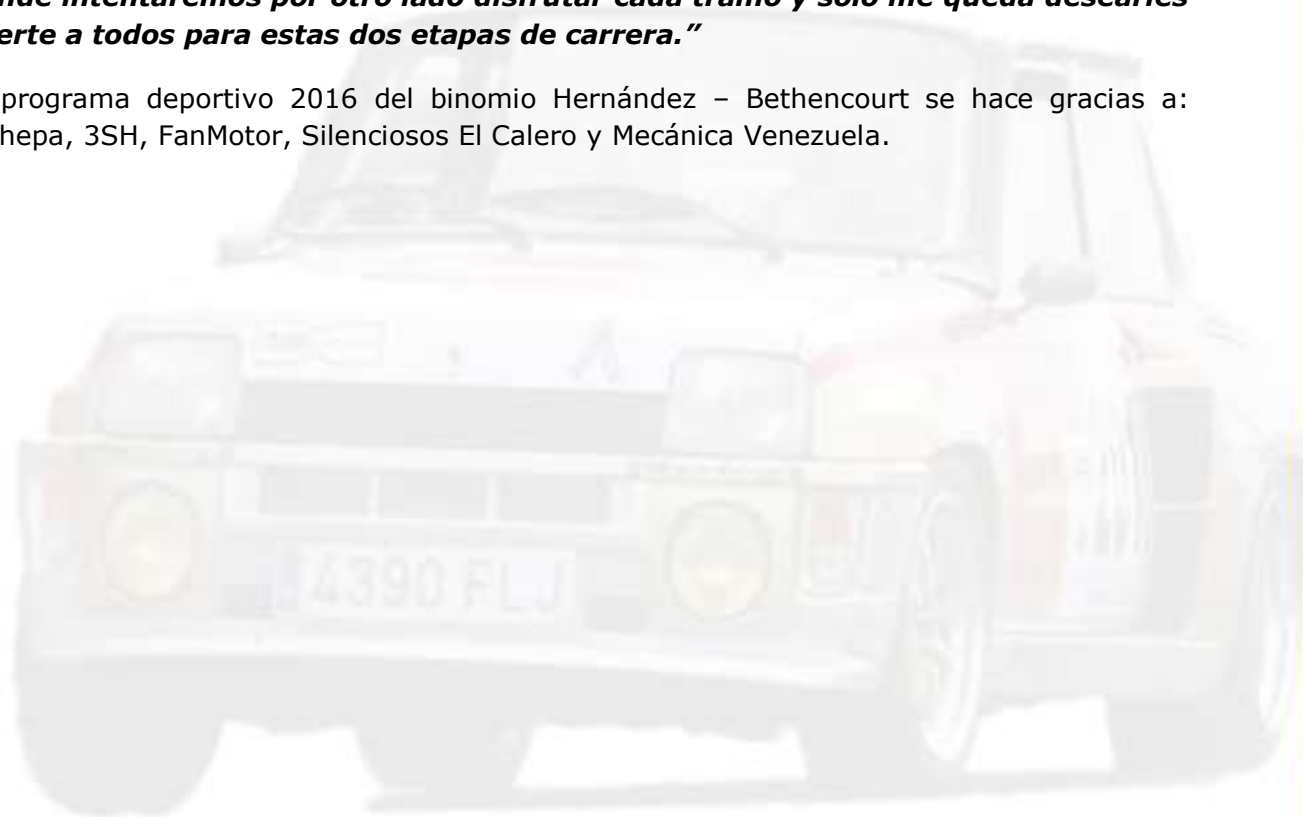 nde intentaremos por otro lado disfrutar cada tramo y solo me queda desearles
erte a todos para estas dos etapas de carrera.”
programa deportivo 2016 del binomio Hernández – Bethencourt se hace gracias a:
hepa, 3SH, FanMotor, Silenciosos El Calero y Mecánica Venezuela.
4390 FLJ